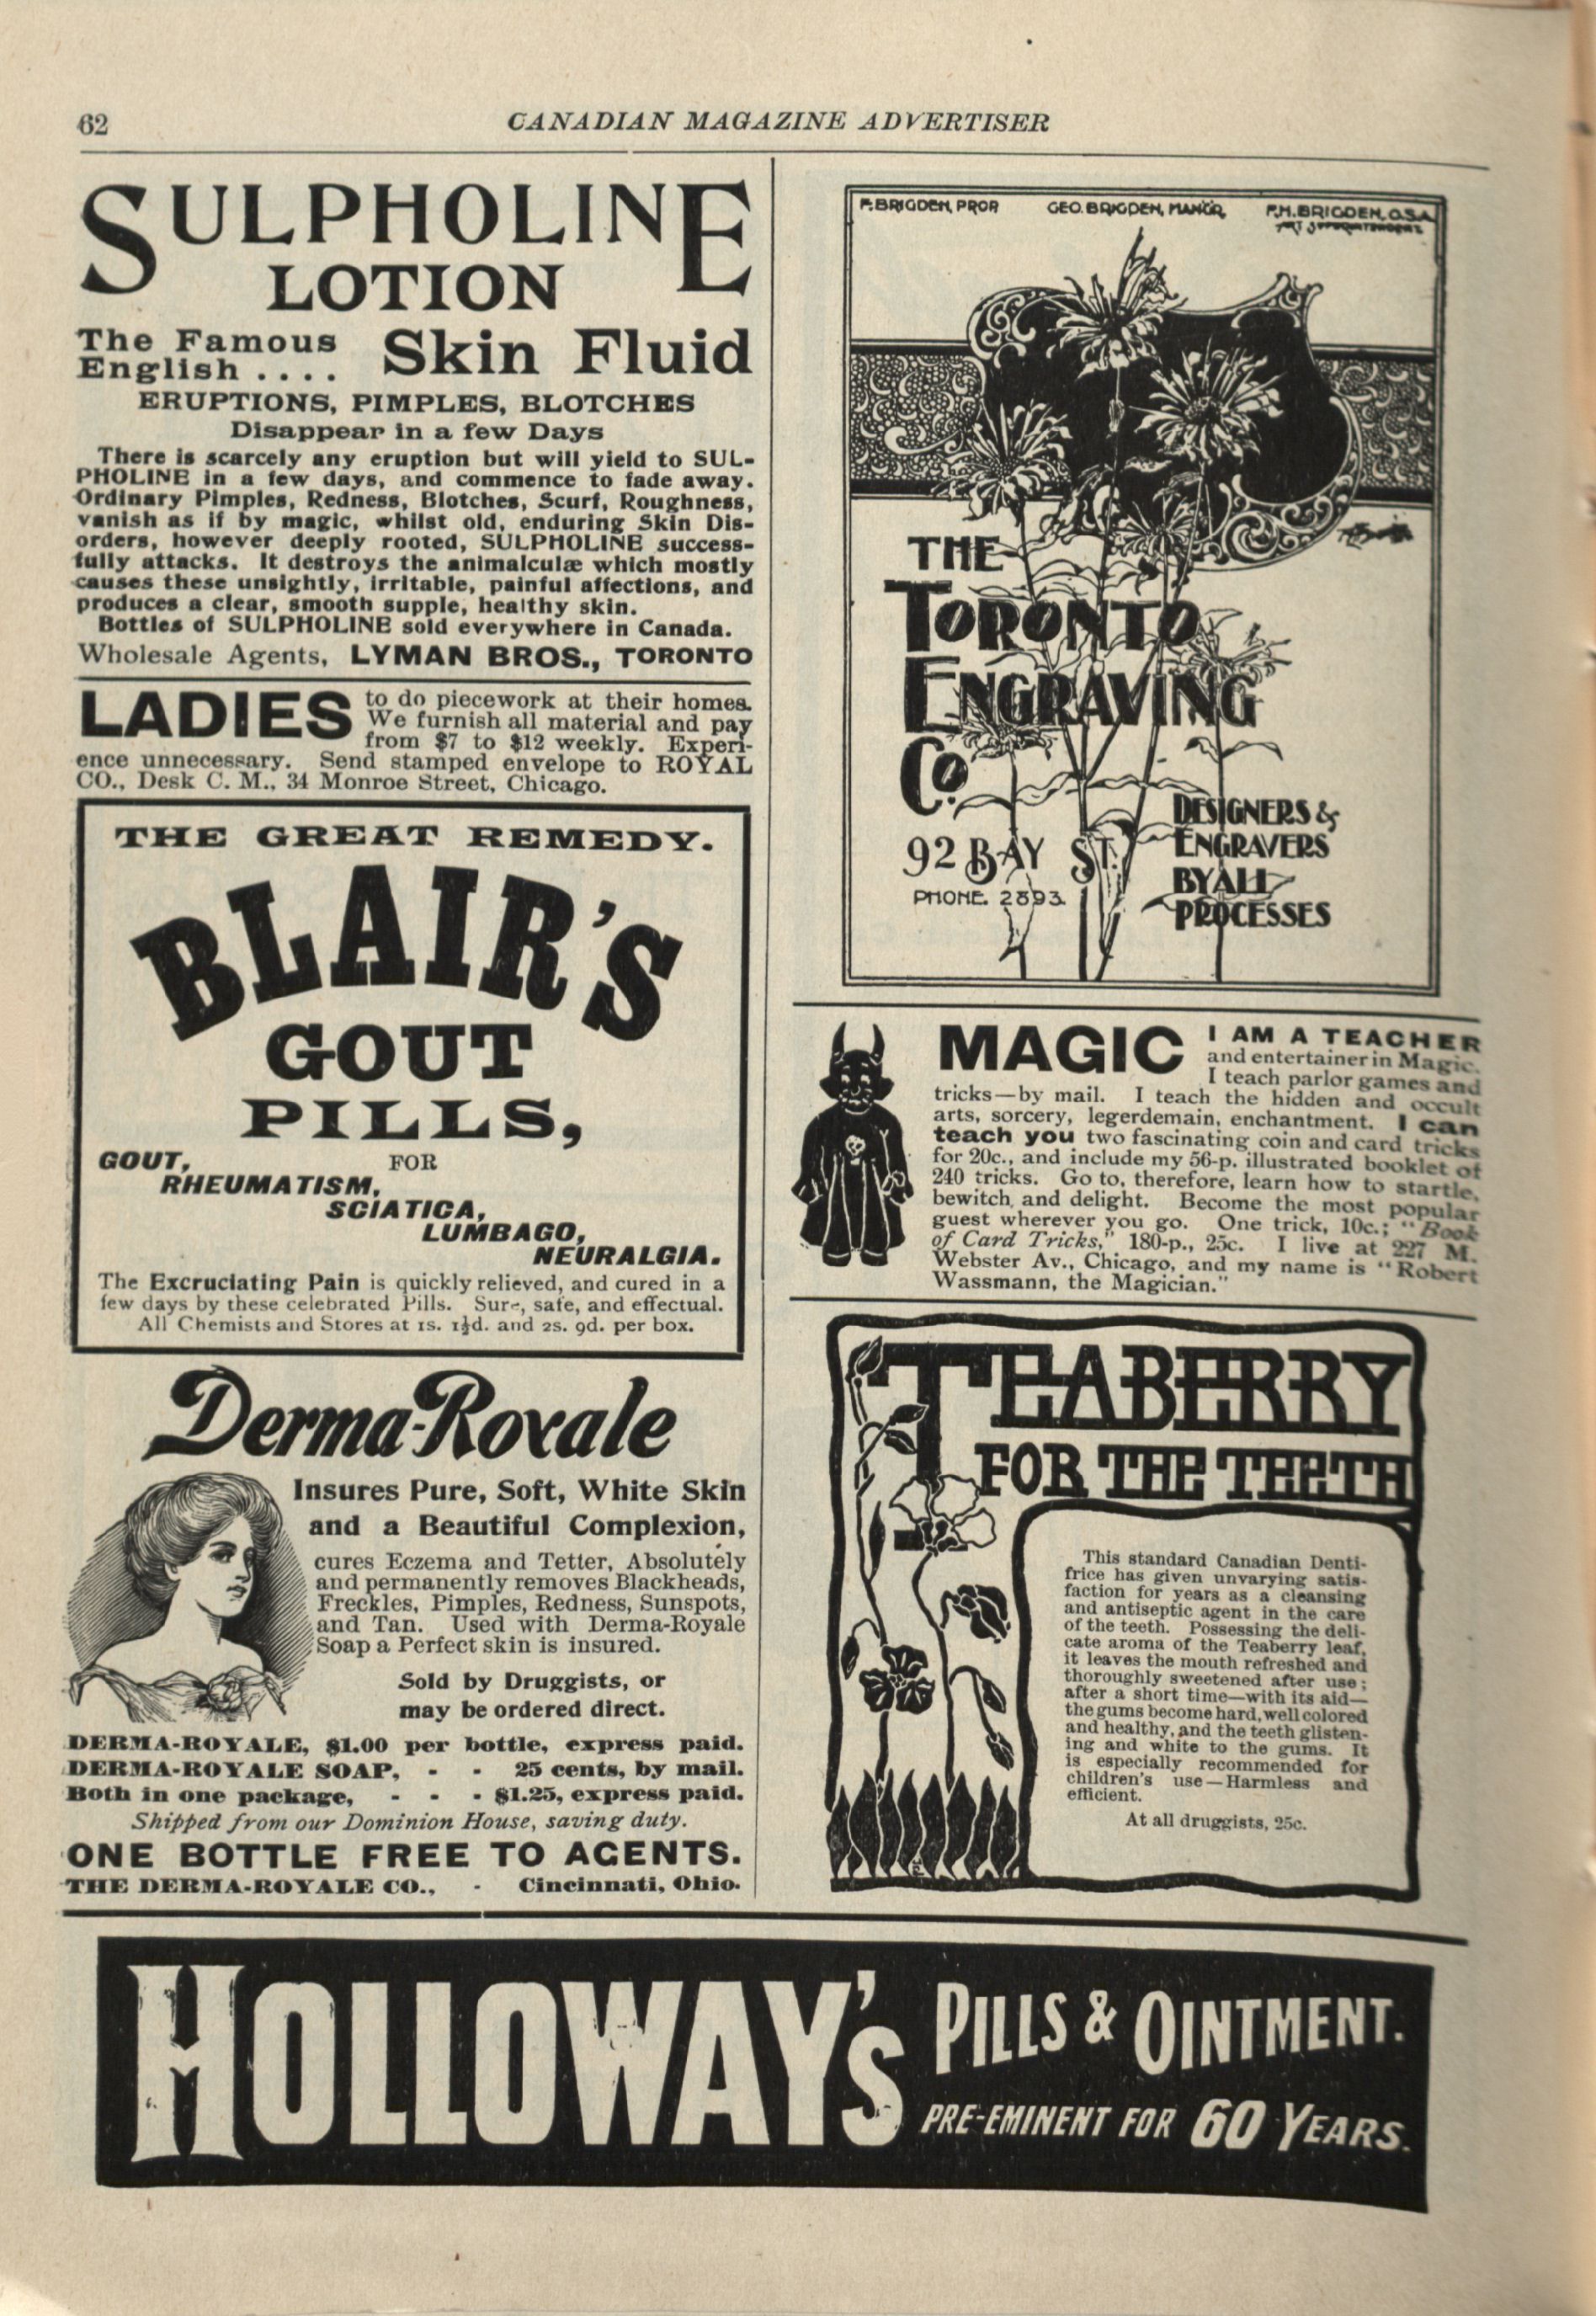 62
CANADIAN MAGAZINE ADVERTISER
SULPHOLINE
LOTION
The Famous
English .... Skin Fluid
ERUPTIONS, PIMPLES, BLOTCHES
Disappear in a few Days
There is scarcely any eruption but will yield to SUL-
PHOLINE in a few days, and commence to fade away.
Ordinary Pimples, Redness, Blotches, Scurf, Roughness,
vanish as if by magic, whilst old, enduring Skin Dis-
orders, however deeply rooted, SULPHOLINE success-
fully attacks. It destroys the animalculæ which mostly
causes these unsightly, irritable, painful affections, and
produces a clear, smooth supple, healthy skin.
Bottles of SULPHOLINE sold everywhere in Canada.
Wholesale Agents, LYMAN BROS., TORONTO
LADIES to do piecework at their homes.
We furnish all material and pay
from $7 to $12 weekly. Experi-
ence unnecessary. Send stamped envelope to ROYAL
CO., Desk C. M., 34 Monroe Street, Chicago.
THE GREAT REMEDY.
BLAIR'S
GOUT
PILLS,
FOR
GOUT,
RHEUMATISM,
SCIATICA,
LUMBAGO,
NEURALGIA.
The Excruciating Pain is quickly relieved, and cured in a
few days by these celebrated Pills. Sure, safe, and effectual.
All Chemists and Stores at 1s. 1½d. and 2s. 9d. per box.
Derma-Royale
Insures Pure, Soft, White Skin
and a Beautiful Complexion,
cures Eczema and Tetter, Absolutely
and permanently removes Blackheads,
Freckles, Pimples, Redness, Sunspots,
and Tan. Used with Derma-Royale
Soap a Perfect skin is insured.
Sold by Druggists, or
may be ordered direct.
DERMA-ROYALE, $1.00 per bottle, express paid.
DERMA-ROYALE SOAP, - - 25 cents, by mail.
Both in one package, - - - $1.25, express paid.
Shipped from our Dominion House, saving duty.
ONE BOTTLE FREE TO AGENTS.
THE DERMA-ROYALE CO., - Cincinnati, Ohio.
F. BRIGDEN, PROP GEO. BRIGDEN, MANGR. F.H. BRIGDEN, O.S.A.
ART SUPERINTENDENT
THE
TORONTO
ENGRAVING
CO.
92 BAY ST.
PHONE. 2893.
DESIGNERS &
ENGRAVERS
BY ALL
PROCESSES
MAGIC I AM A TEACHER
and entertainer in Magic.
I teach parlor games and
tricks—by mail. I teach the hidden and occult
arts, sorcery, legerdemain, enchantment. I can
teach you two fascinating coin and card tricks
for 20c., and include my 56-p. illustrated booklet of
240 tricks. Go to, therefore, learn how to startle,
bewitch and delight. Become the most popular
guest wherever you go. One trick, 10c.; "Book
of Card Tricks," 180-p., 25c. I live at 227 M.
Webster Av., Chicago, and my name is "Robert
Wassmann, the Magician."
TEABERRY
FOR THE TEETH
This standard Canadian Denti-
frice has given unvarying satis-
faction for years as a cleansing
and antiseptic agent in the care
of the teeth. Possessing the deli-
cate aroma of the Teaberry leaf,
it leaves the mouth refreshed and
thoroughly sweetened after use;
after a short time—with its aid—
the gums become hard, well colored
and healthy, and the teeth glisten-
ing and white to the gums. It
is especially recommended for
children's use—Harmless and
efficient.
At all druggists, 25c.
HOLLOWAY'S PILLS & OINTMENT.
PRE-EMINENT FOR 60 YEARS.